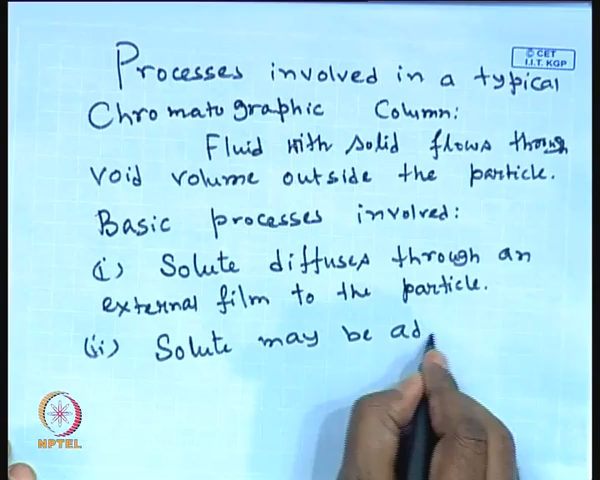 © CET
I.I.T. KGP
Processes involved in a typical
Chromatographic Column:
Fluid with solid flows through
void volume outside the particle.
Basic processes involved:
(i) Solute diffuses through an
external film to the particle.
(ii) Solute may be ad
NPTEL